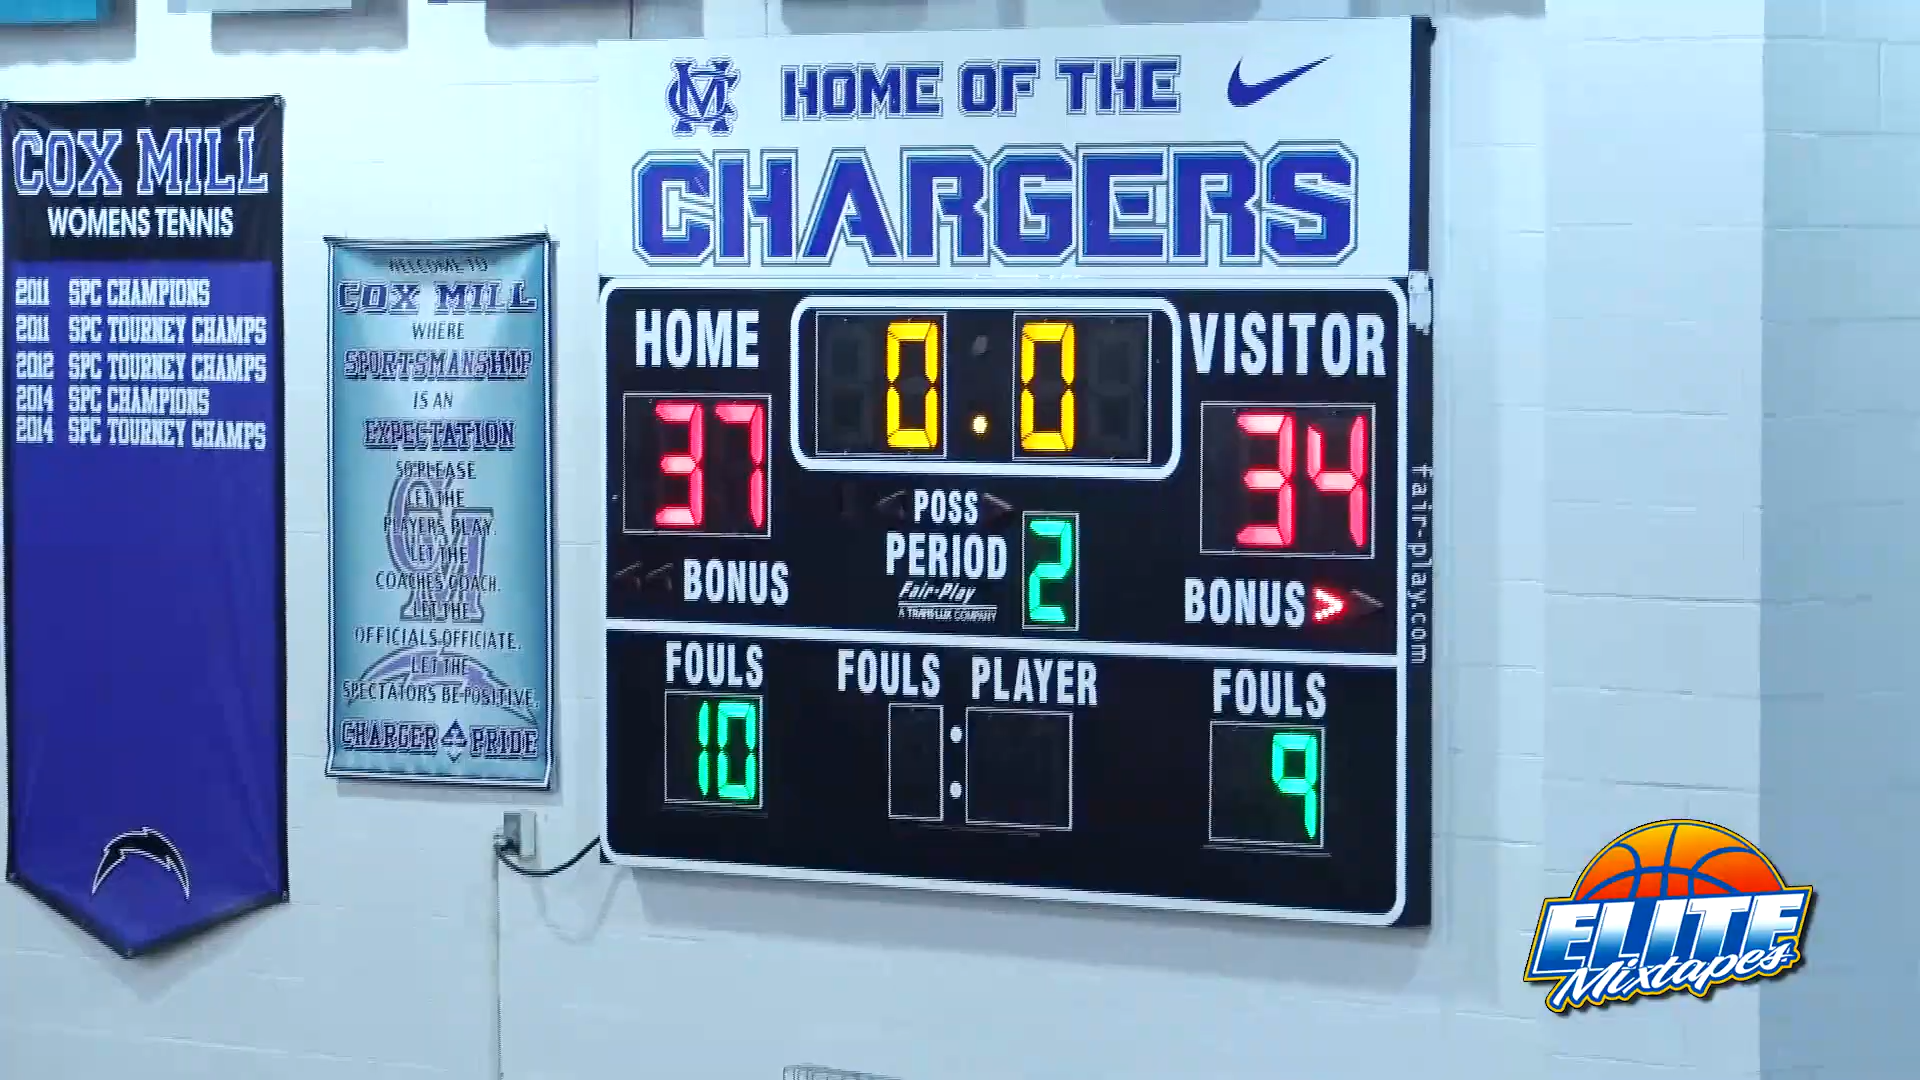 COX MILL
WOMENS TENNIS
2011 SPC CHAMPIONS
2011 SPC TOURNEY CHAMPS
2012 SPC TOURNEY CHAMPS
2014 SPC CHAMPIONS
2014 SPC TOURNEY CHAMPS
WELCOME TO
COX MILL
WHERE
SPORTSMANSHIP
IS AN
EXPECTATION
SO PLEASE
LET THE
PLAYERS PLAY.
LET THE
COACHES COACH.
LET THE
OFFICIALS OFFICIATE.
LET THE
SPECTATORS BE POSITIVE.
CHARGER PRIDE
CM
HOME OF THE
CHARGERS
HOME
0.0
VISITOR
37
34
POSS
PERIOD 2
Fair-Play
A TRANS-LUX COMPANY
BONUS
BONUS >
FOULS
FOULS : PLAYER
FOULS
10
9
fair-play.com
ELITE
Mixtapes